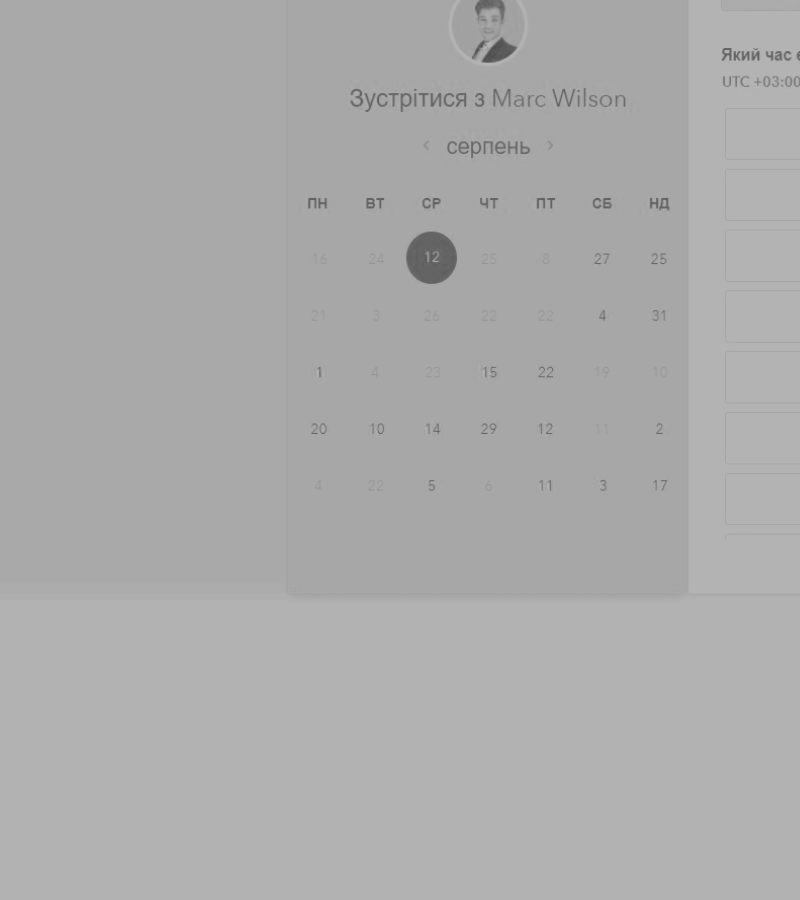 Зустрітися з Marc Wilson
серпень
ПН ВТ СР ЧТ ПТ СБ НД
16 24 12 25 8 27 25
21 3 26 22 22 4 31
1 4 23 15 22 19 10
20 10 14 29 12 11 2
4 22 5 6 11 3 17
Який час
UTC +03:00